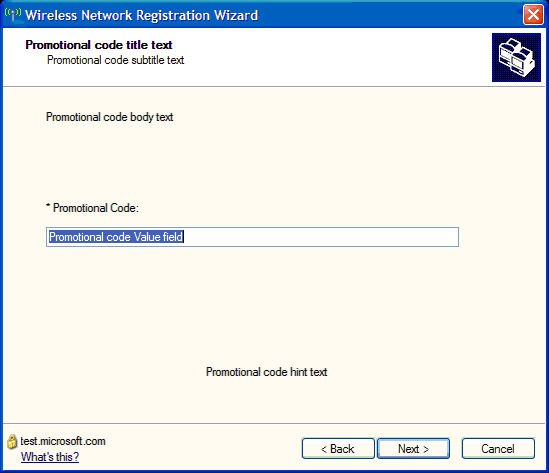 Wireless Network Registration Wizard
Promotional code title text
Promotional code subtitle text
Promotional code body text
* Promotional Code:
Promotional code Value field
Promotional code hint text
test.microsoft.com
What's this?
< Back
Next >
Cancel